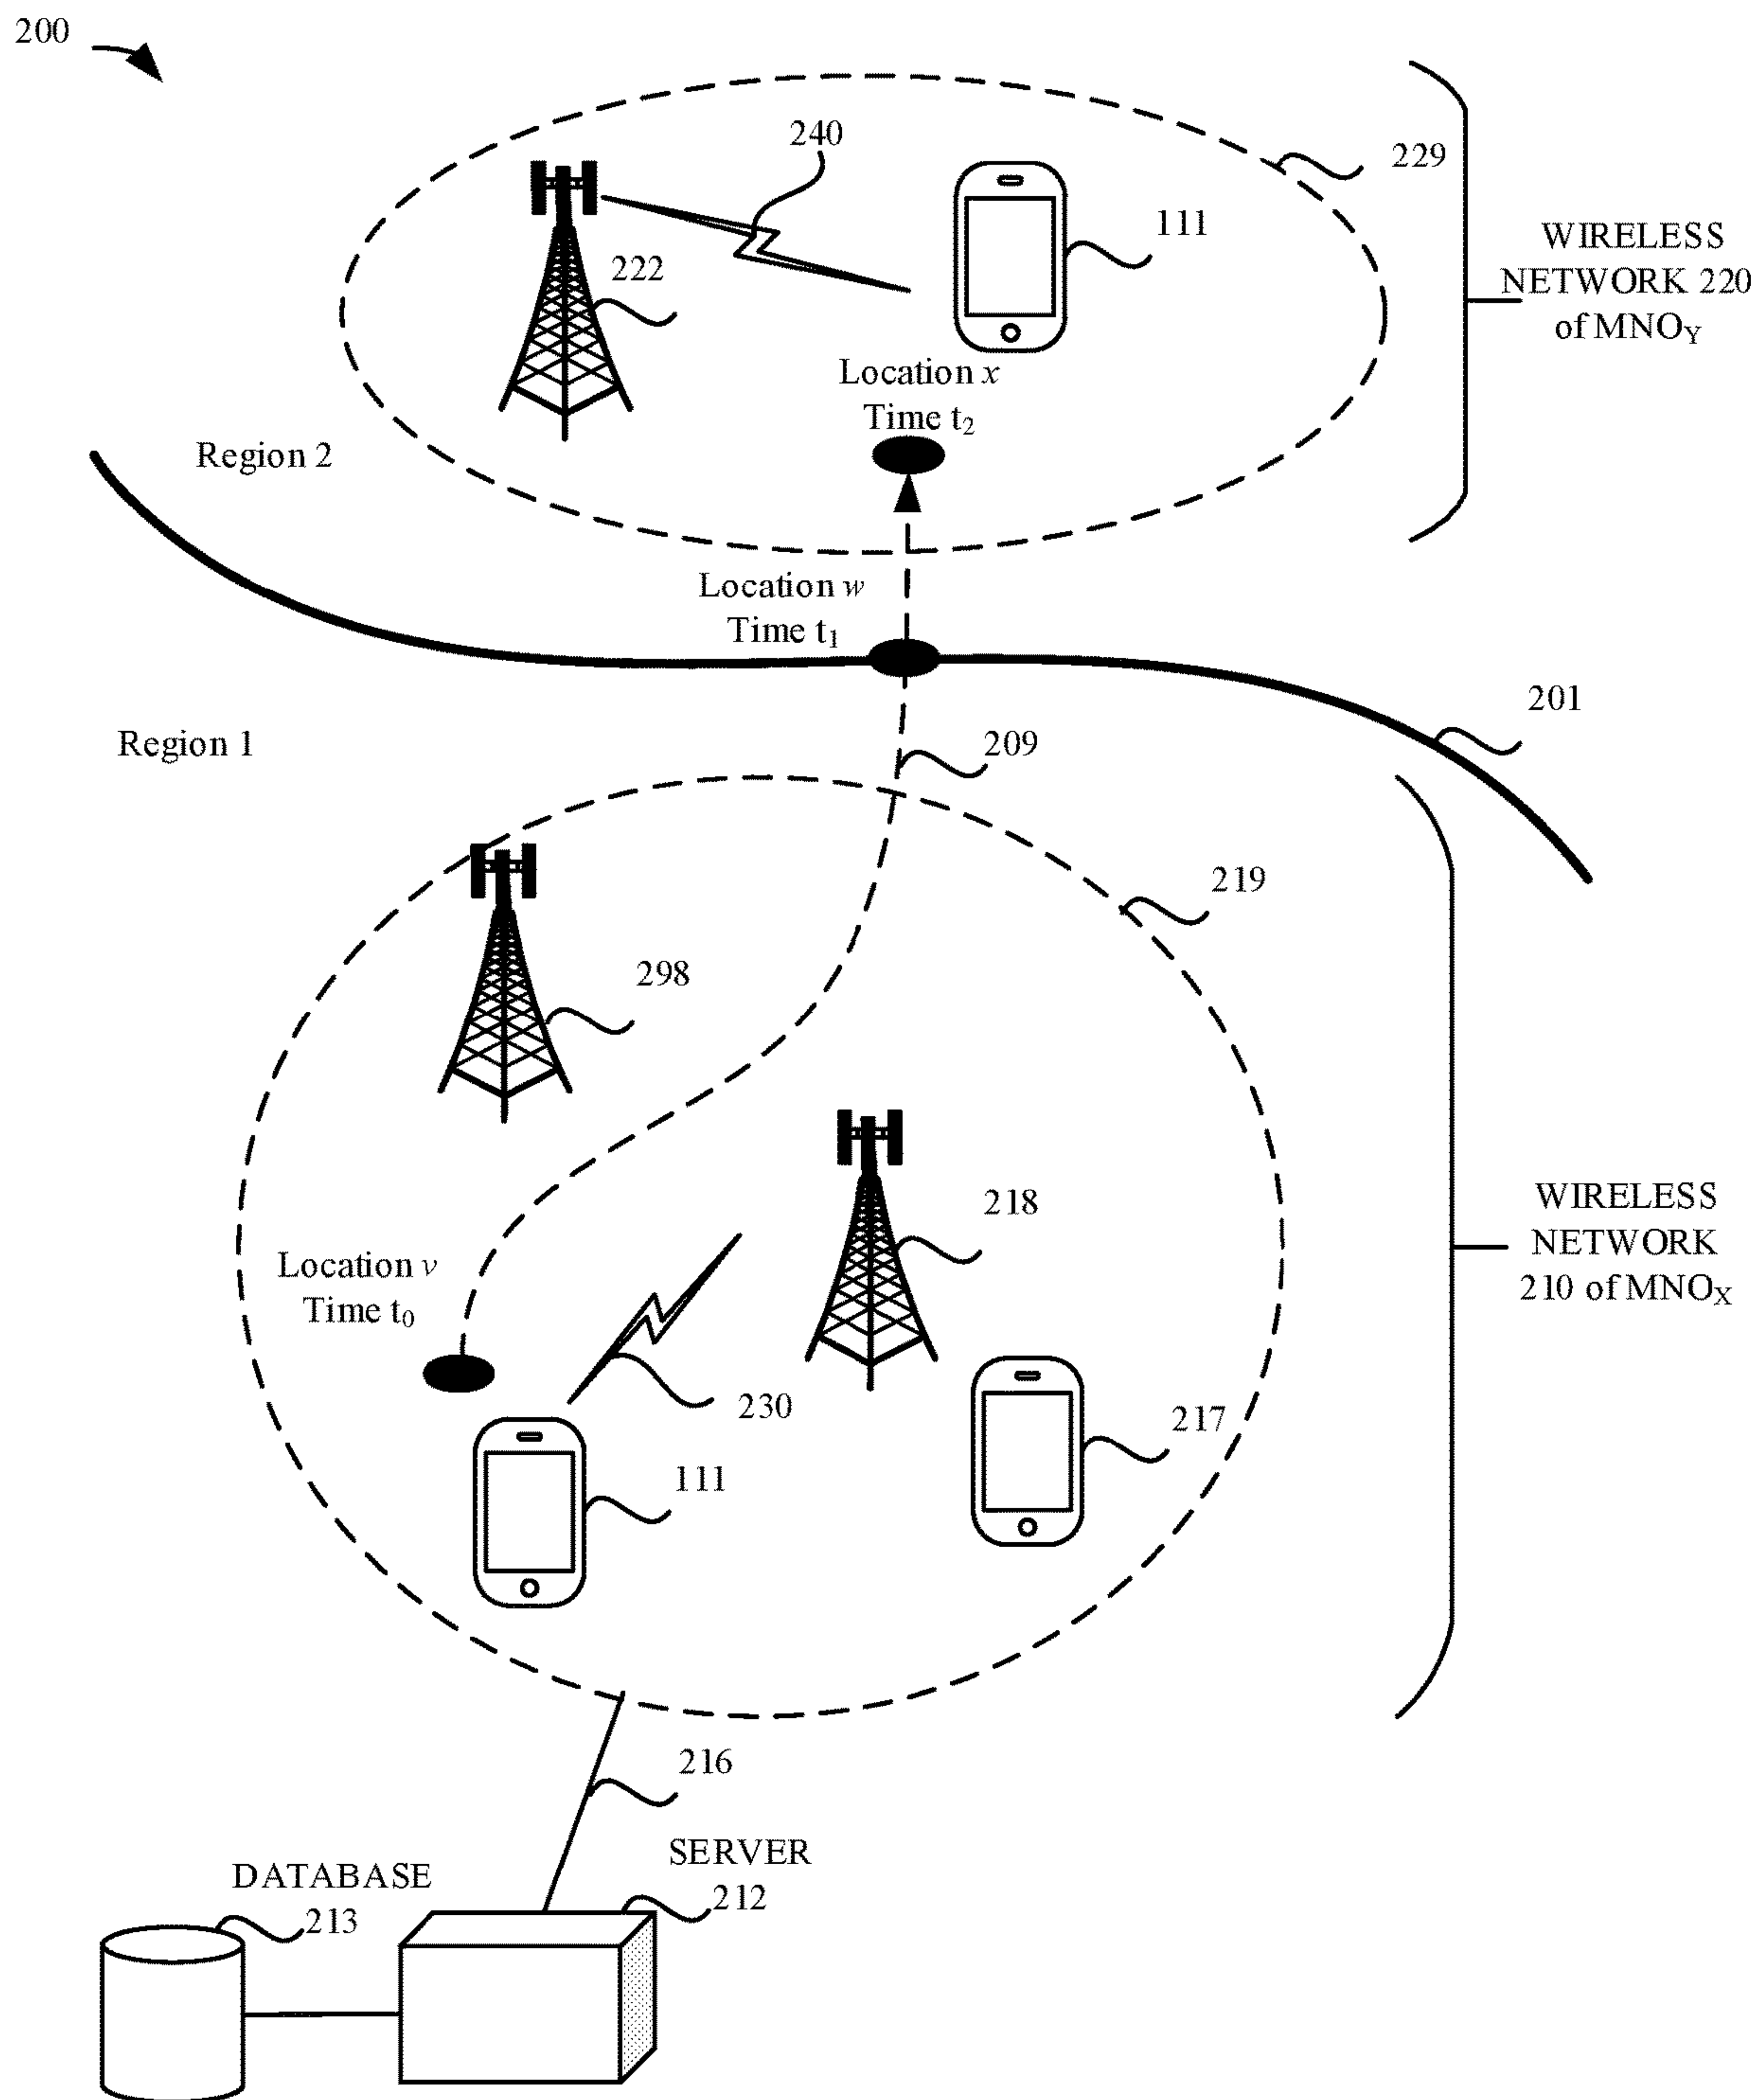 200
240
229
111
222
WIRELESS
NETWORK 220
of MNOY
Location x
Time t2
Region 2
Location w
Time t1
201
Region 1
209
219
298
218
WIRELESS
NETWORK
210 of MNOX
Location v
Time t0
230
217
111
216
SERVER
212
DATABASE
213